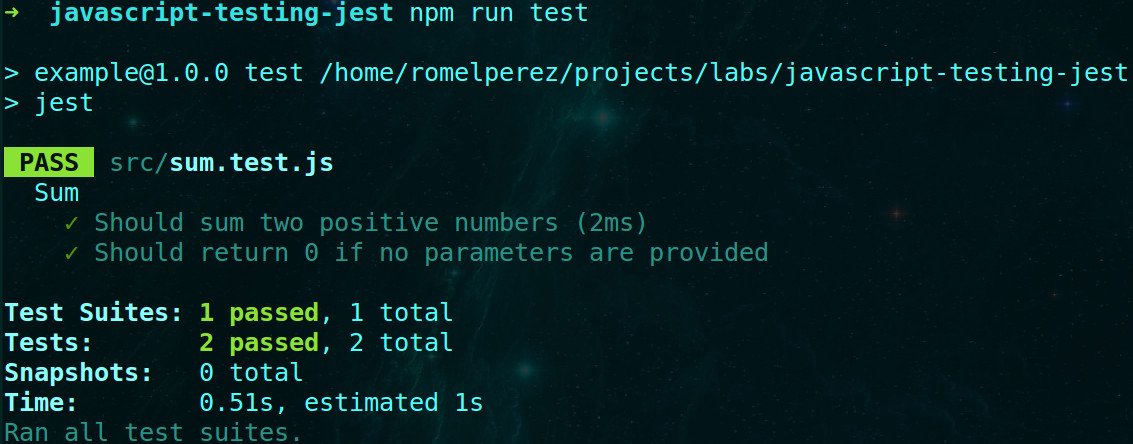 ➜  javascript-testing-jest npm run test
> example@1.0.0 test /home/romelperez/projects/labs/javascript-testing-jest
> jest
PASS  src/sum.test.js
Sum
✓ Should sum two positive numbers (2ms)
✓ Should return 0 if no parameters are provided
Test Suites: 1 passed, 1 total
Tests:       2 passed, 2 total
Snapshots:   0 total
Time:        0.51s, estimated 1s
Ran all test suites.